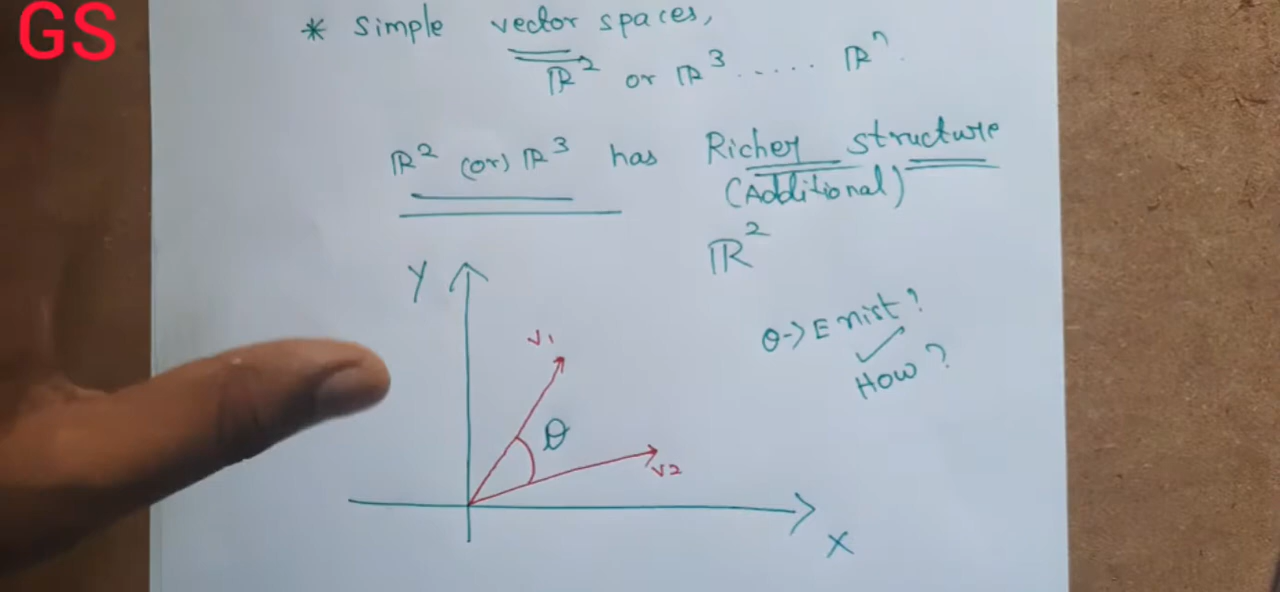 GS
* Simple vector spaces,
ℝ² or ℝ³ ..... ℝⁿ.
ℝ² (or) ℝ³ has Richer structure
(Additional)
ℝ²
Y
V1
θ
V2
X
θ-> Exist?
How?